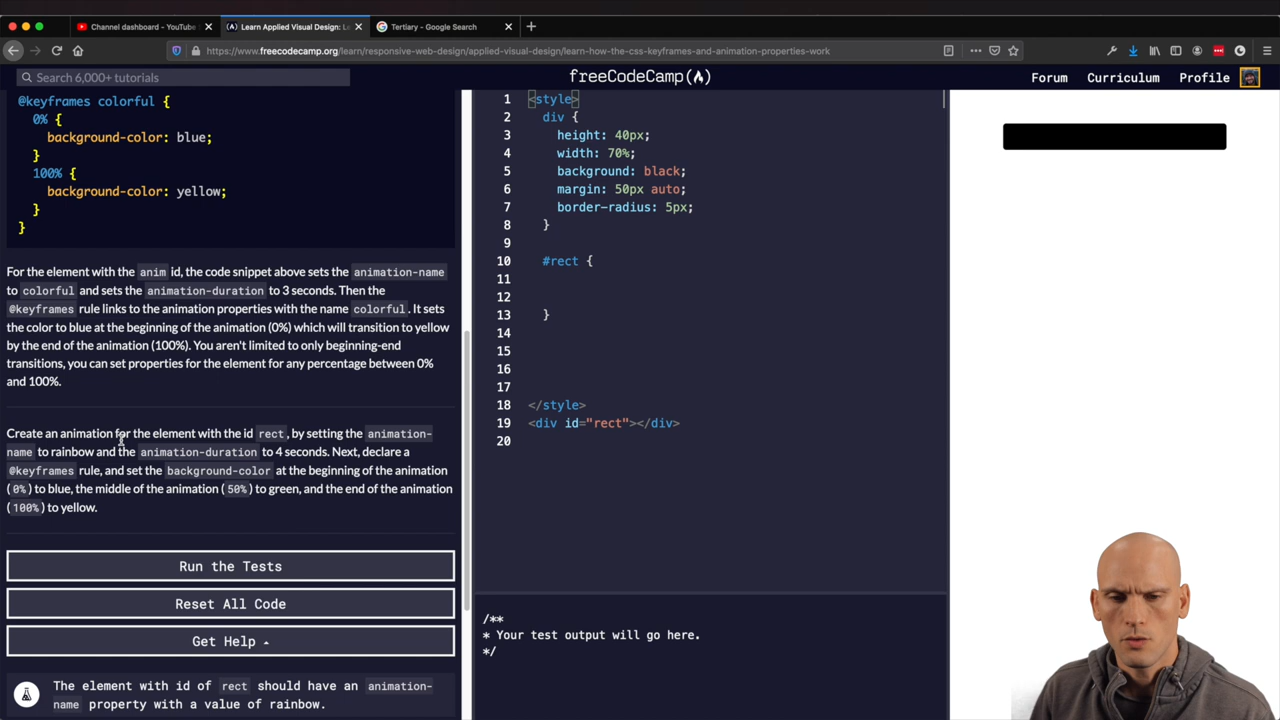 Channel dashboard - YouTube
Learn Applied Visual Design: L
Tertiary - Google Search
https://www.freecodecamp.org/learn/responsive-web-design/applied-visual-design/learn-how-the-css-keyframes-and-animation-properties-work
Search 6,000+ tutorials
freeCodeCamp
Forum
Curriculum
Profile
@keyframes colorful {
0% {
background-color: blue;
}
100% {
background-color: yellow;
}
}
For the element with the anim id, the code snippet above sets the animation-name
to colorful and sets the animation-duration to 3 seconds. Then the
@keyframes rule links to the animation properties with the name colorful. It sets
the color to blue at the beginning of the animation (0%) which will transition to yellow
by the end of the animation (100%). You aren't limited to only beginning-end
transitions, you can set properties for the element for any percentage between 0%
and 100%.
Create an animation for the element with the id rect, by setting the animation-
name to rainbow and the animation-duration to 4 seconds. Next, declare a
@keyframes rule, and set the background-color at the beginning of the animation
(0%) to blue, the middle of the animation (50%) to green, and the end of the animation
(100%) to yellow.
Run the Tests
Reset All Code
Get Help
The element with id of rect should have an animation-
name property with a value of rainbow.
1 <style>
2 div {
3 height: 40px;
4 width: 70%;
5 background: black;
6 margin: 50px auto;
7 border-radius: 5px;
8 }
9
10 #rect {
11
12
13 }
14
15
16
17
18 </style>
19 <div id="rect"></div>
20
/**
* Your test output will go here.
*/